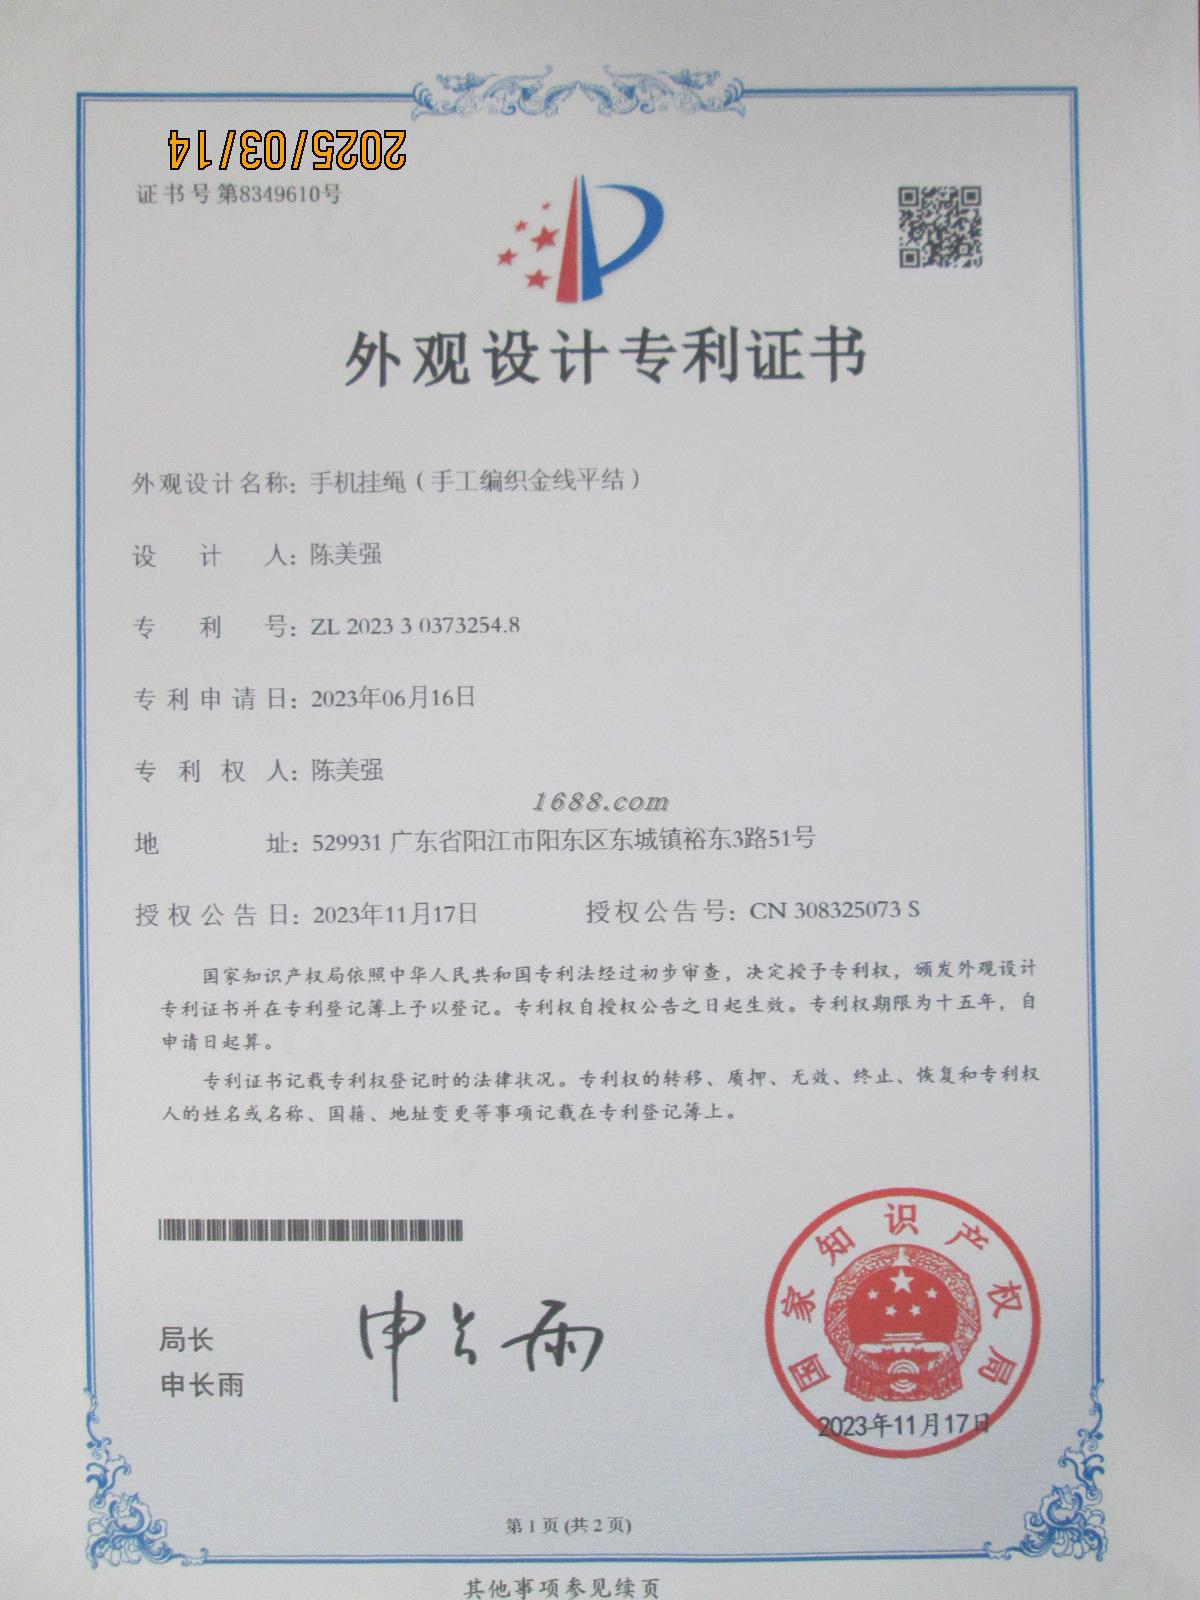 2025/03/14
证书号第8349610号
外观设计专利证书
外观设计名称：手机挂绳（手工编织金线平结）
设计人：陈美强
专利号：ZL 2023 3 0373254.8
专利申请日：2023年06月16日
专利权人：陈美强
1688.com
地址：529931 广东省阳江市阳东区东城镇裕东3路51号
授权公告日：2023年11月17日 授权公告号：CN 308325073 S
国家知识产权局依照中华人民共和国专利法经过初步审查，决定授予专利权，颁发外观设计
专利证书并在专利登记簿上予以登记。专利权自授权公告之日起生效。专利权期限为十五年，自
申请日起算。
专利证书记载专利权登记时的法律状况。专利权的转移、质押、无效、终止、恢复和专利权
人的姓名或名称、国籍、地址变更等事项记载在专利登记簿上。
局长
申长雨
申长雨
国家知识产权局
2023年11月17日
第 1 页 (共 2 页)
其他事项参见续页